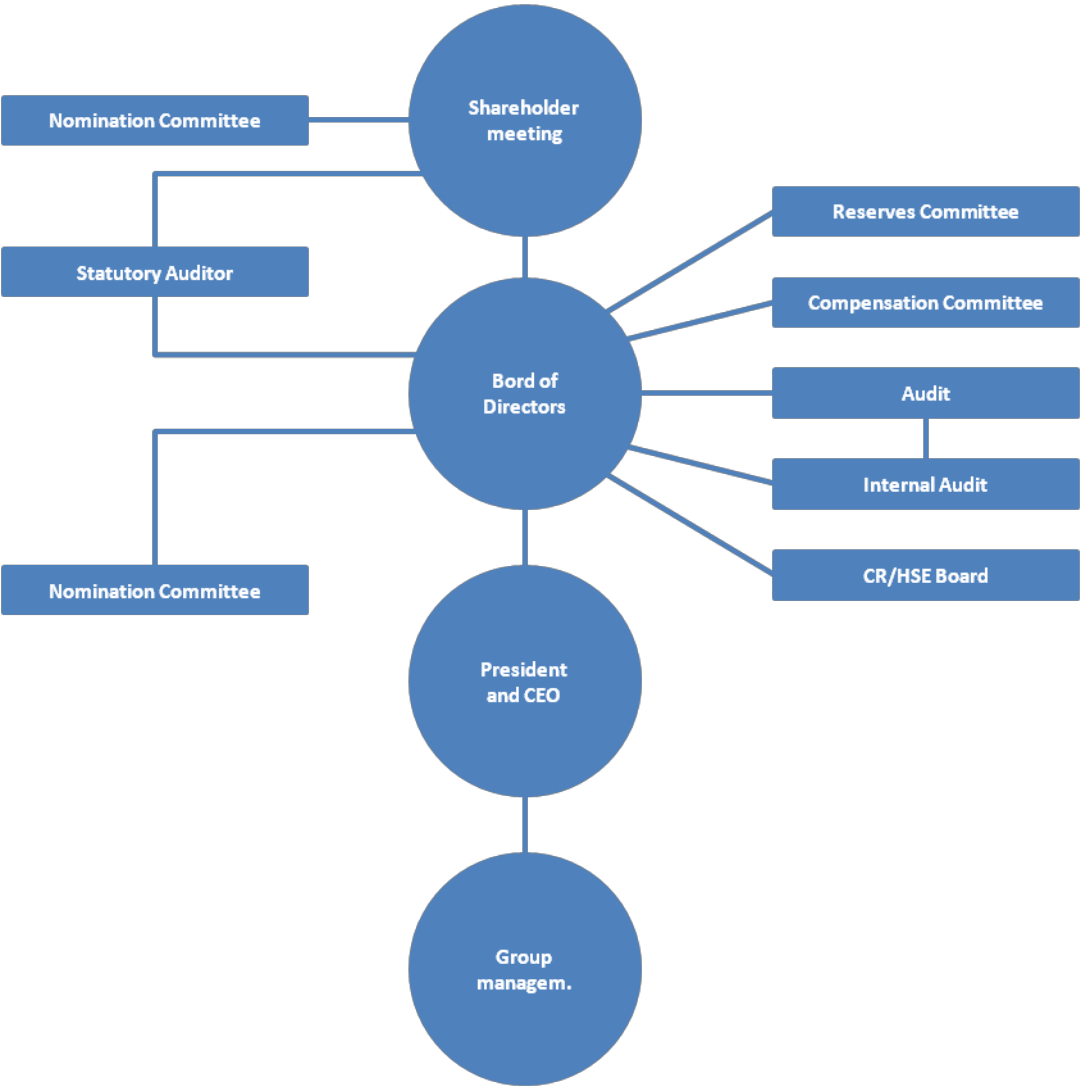 Shareholder
meeting
Nomination Committee
Reserves Committee
Statutory Auditor
Compensation Committee
Bord of
Directors
Audit
Internal Audit
CR/HSE Board
Nomination Committee
President
and CEO
Group
managem.